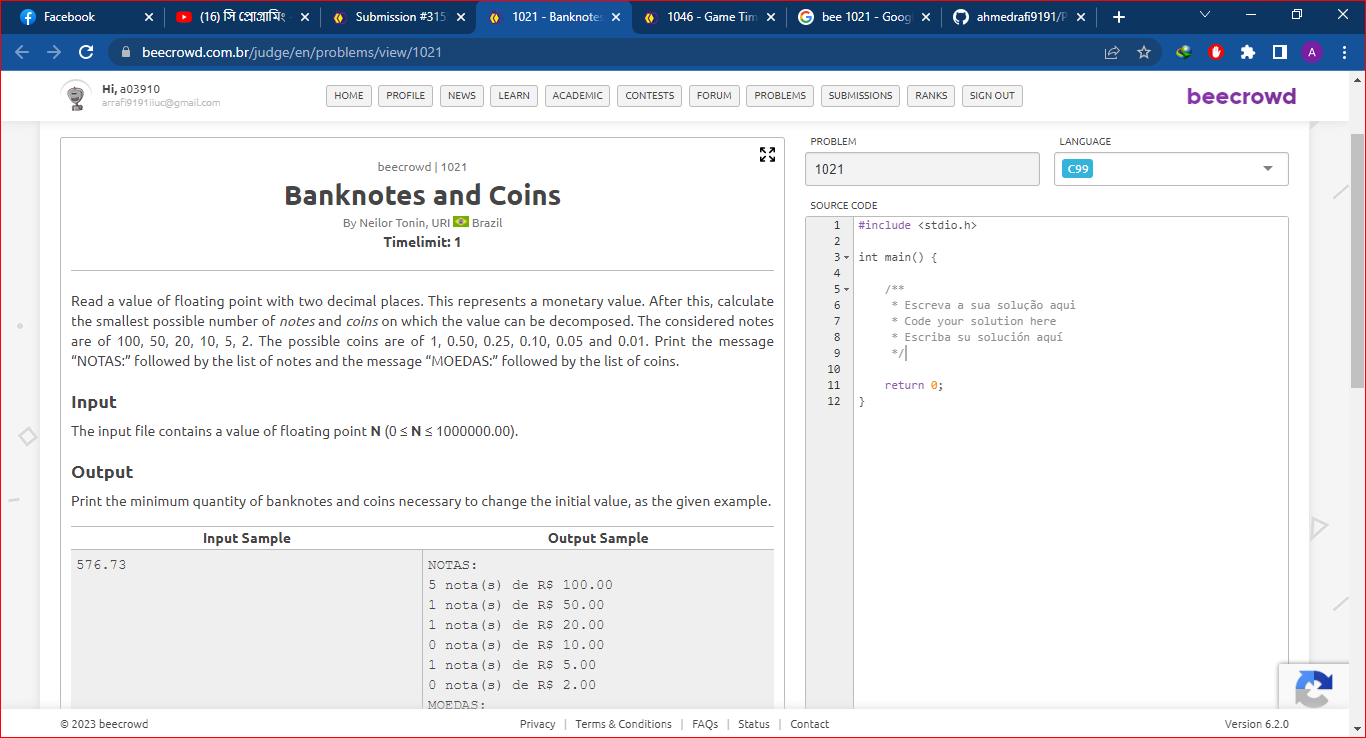 Facebook
(16) সি প্রোগ্রামিং
Submission #315
1021 - Banknotes
1046 - Game Tim
bee 1021 - Goog
ahmedrafi9191/P
beecrowd.com.br/judge/en/problems/view/1021
A
Hi, a03910
arrafi9191iiuc@gmail.com
HOME
PROFILE
NEWS
LEARN
ACADEMIC
CONTESTS
FORUM
PROBLEMS
SUBMISSIONS
RANKS
SIGN OUT
beecrowd
beecrowd | 1021
Banknotes and Coins
By Neilor Tonin, URI Brazil
Timelimit: 1
Read a value of floating point with two decimal places. This represents a monetary value. After this, calculate
the smallest possible number of notes and coins on which the value can be decomposed. The considered notes
are of 100, 50, 20, 10, 5, 2. The possible coins are of 1, 0.50, 0.25, 0.10, 0.05 and 0.01. Print the message
“NOTAS:” followed by the list of notes and the message “MOEDAS:” followed by the list of coins.
Input
The input file contains a value of floating point N (0 ≤ N ≤ 1000000.00).
Output
Print the minimum quantity of banknotes and coins necessary to change the initial value, as the given example.
Input Sample
Output Sample
576.73
NOTAS:
5 nota(s) de R$ 100.00
1 nota(s) de R$ 50.00
1 nota(s) de R$ 20.00
0 nota(s) de R$ 10.00
1 nota(s) de R$ 5.00
0 nota(s) de R$ 2.00
MOEDAS:
PROBLEM
1021
LANGUAGE
C99
SOURCE CODE
1 #include <stdio.h>
2
3 int main() {
4
5 /**
6 * Escreva a sua solução aqui
7 * Code your solution here
8 * Escriba su solución aquí
9 */
10
11 return 0;
12 }
© 2023 beecrowd
Privacy | Terms & Conditions | FAQs | Status | Contact
Version 6.2.0